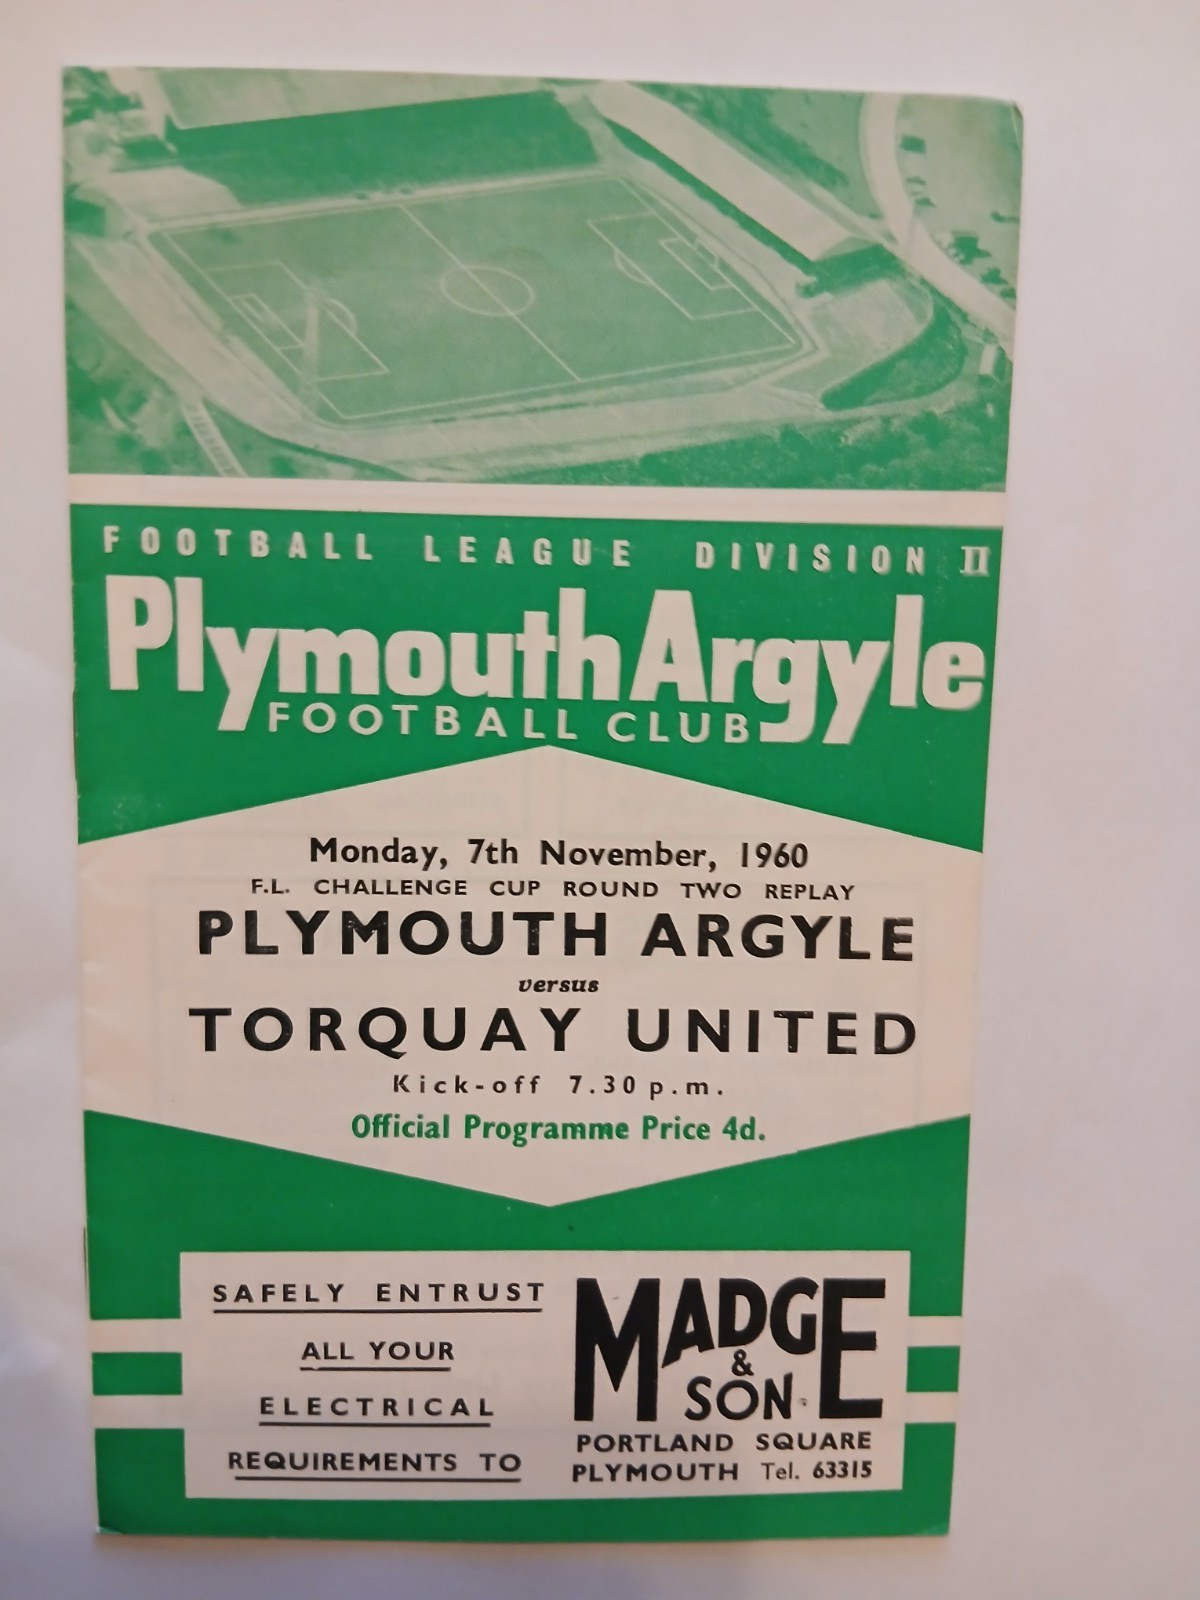 FOOTBALL LEAGUE DIVISION II
Plymouth Argyle
FOOTBALL CLUB
Monday, 7th November, 1960
F.L. CHALLENGE CUP ROUND TWO REPLAY
PLYMOUTH ARGYLE
versus
TORQUAY UNITED
Kick-off 7.30 p.m.
Official Programme Price 4d.
SAFELY ENTRUST
ALL YOUR
ELECTRICAL
REQUIREMENTS TO
MADGE
& SON.
PORTLAND SQUARE
PLYMOUTH Tel. 63315